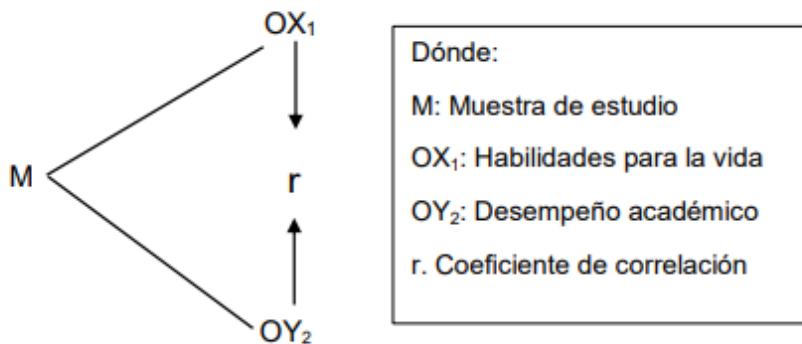 OX₁
M
r
OY₂
Dónde:
M: Muestra de estudio
OX₁: Habilidades para la vida
OY₂: Desempeño académico
r. Coeficiente de correlación